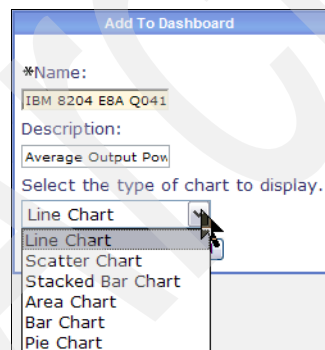 Add To Dashboard
*Name:
IBM 8204 E8A Q041
Description:
Average Output Pow
Select the type of chart to display.
Line Chart
Line Chart
Scatter Chart
Stacked Bar Chart
Area Chart
Bar Chart
Pie Chart